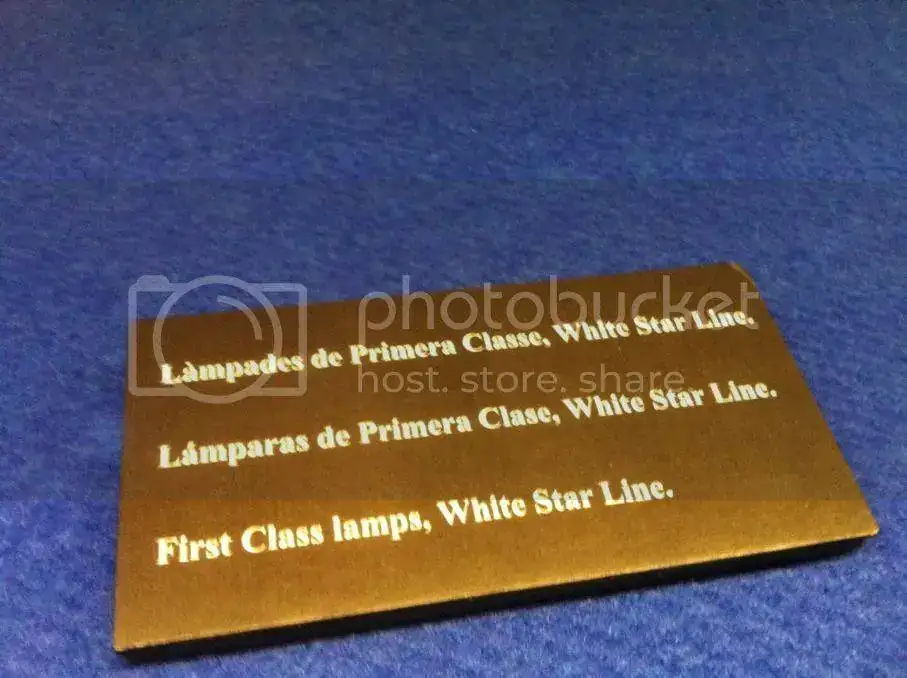 photobucket
host. store. share.
Làmpades de Primera Classe, White Star Line.
Lámparas de Primera Clase, White Star Line.
First Class lamps, White Star Line.